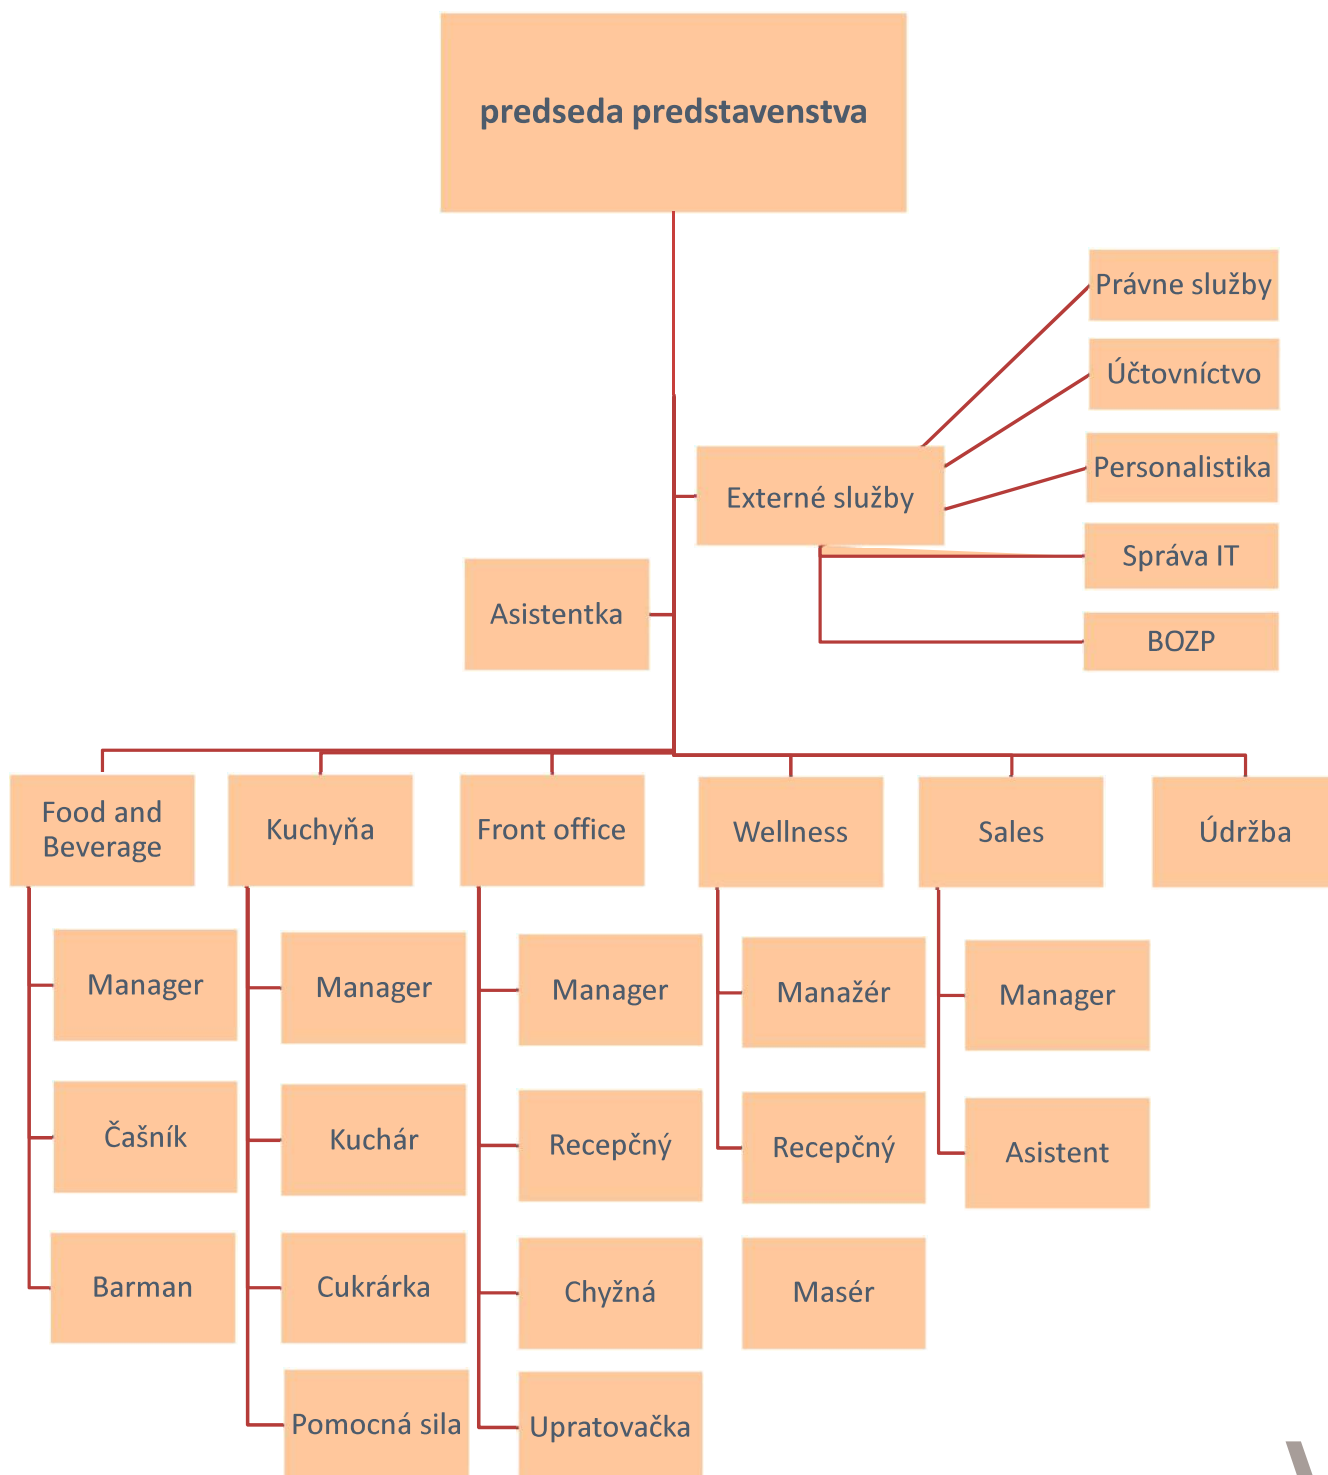 predseda predstavenstva
Právne služby
Účtovníctvo
Personalistika
Externé služby
Správa IT
Asistentka
BOZP
Food and
Beverage
Kuchyňa
Front office
Wellness
Sales
Údržba
Manager
Manager
Manager
Manažér
Manager
Čašník
Kuchár
Recepčný
Recepčný
Asistent
Barman
Cukrárka
Chyžná
Masér
Pomocná sila
Upratovačka